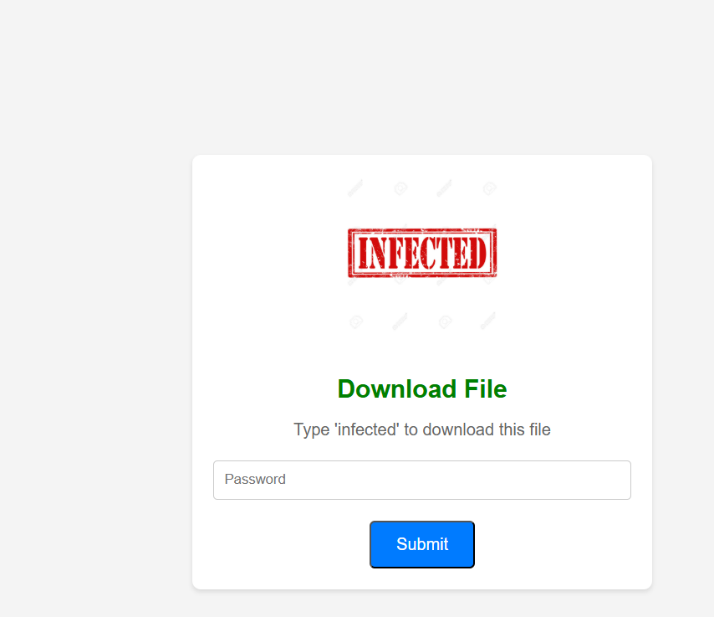 INFECTED
Download File
Type 'infected' to download this file
Password
Submit